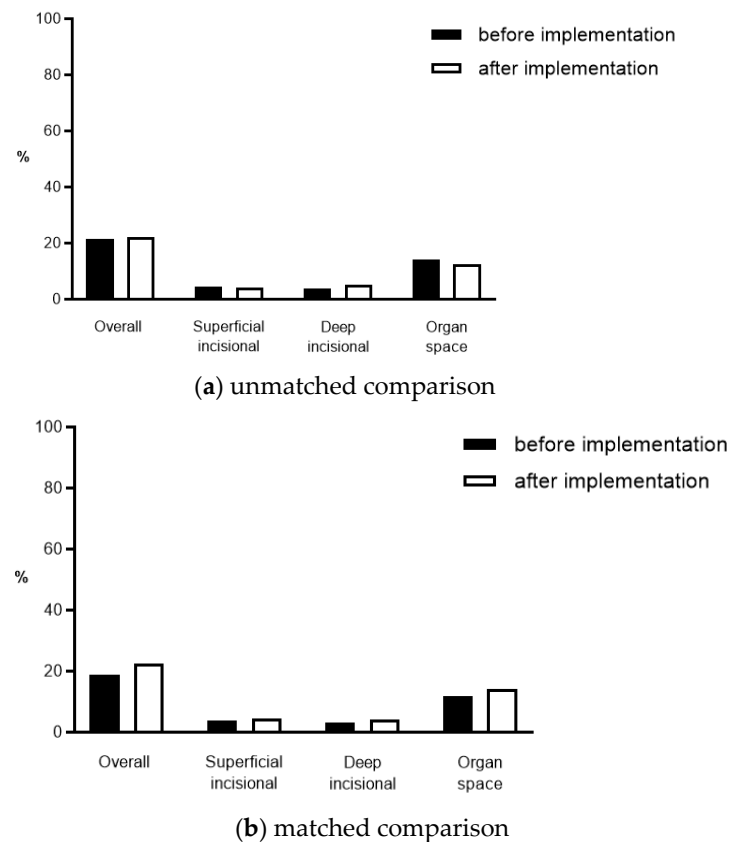 100
before implementation
80
after implementation
60
%
40
20
0
Overall
Superficial
incisional
Deep
incisional
Organ
space
(a) unmatched comparison
100
before implementation
80
after implementation
60
%
40
20
0
Overall
Superficial
incisional
Deep
incisional
Organ
space
(b) matched comparison